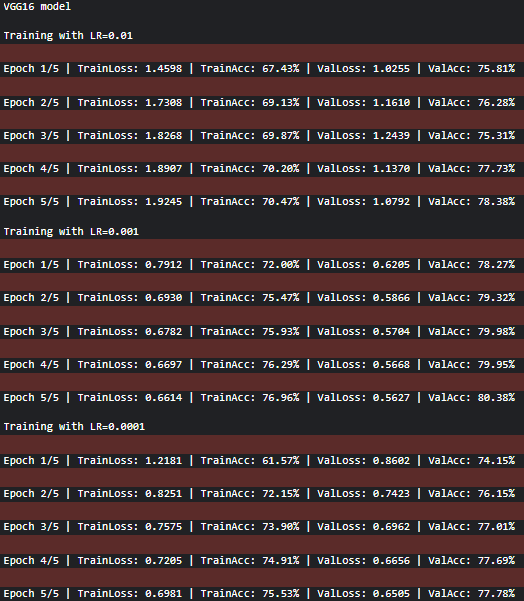 VGG16 model
Training with LR=0.01
Epoch 1/5 | TrainLoss: 1.4598 | TrainAcc: 67.43% | ValLoss: 1.0255 | ValAcc: 75.81%
Epoch 2/5 | TrainLoss: 1.7308 | TrainAcc: 69.13% | ValLoss: 1.1610 | ValAcc: 76.28%
Epoch 3/5 | TrainLoss: 1.8268 | TrainAcc: 69.87% | ValLoss: 1.2439 | ValAcc: 75.31%
Epoch 4/5 | TrainLoss: 1.8907 | TrainAcc: 70.20% | ValLoss: 1.1370 | ValAcc: 77.73%
Epoch 5/5 | TrainLoss: 1.9245 | TrainAcc: 70.47% | ValLoss: 1.0792 | ValAcc: 78.38%
Training with LR=0.001
Epoch 1/5 | TrainLoss: 0.7912 | TrainAcc: 72.00% | ValLoss: 0.6205 | ValAcc: 78.27%
Epoch 2/5 | TrainLoss: 0.6930 | TrainAcc: 75.47% | ValLoss: 0.5866 | ValAcc: 79.32%
Epoch 3/5 | TrainLoss: 0.6782 | TrainAcc: 75.93% | ValLoss: 0.5704 | ValAcc: 79.98%
Epoch 4/5 | TrainLoss: 0.6697 | TrainAcc: 76.29% | ValLoss: 0.5668 | ValAcc: 79.95%
Epoch 5/5 | TrainLoss: 0.6614 | TrainAcc: 76.96% | ValLoss: 0.5627 | ValAcc: 80.38%
Training with LR=0.0001
Epoch 1/5 | TrainLoss: 1.2181 | TrainAcc: 61.57% | ValLoss: 0.8602 | ValAcc: 74.15%
Epoch 2/5 | TrainLoss: 0.8251 | TrainAcc: 72.15% | ValLoss: 0.7423 | ValAcc: 76.15%
Epoch 3/5 | TrainLoss: 0.7575 | TrainAcc: 73.90% | ValLoss: 0.6962 | ValAcc: 77.01%
Epoch 4/5 | TrainLoss: 0.7205 | TrainAcc: 74.91% | ValLoss: 0.6656 | ValAcc: 77.69%
Epoch 5/5 | TrainLoss: 0.6981 | TrainAcc: 75.53% | ValLoss: 0.6505 | ValAcc: 77.78%